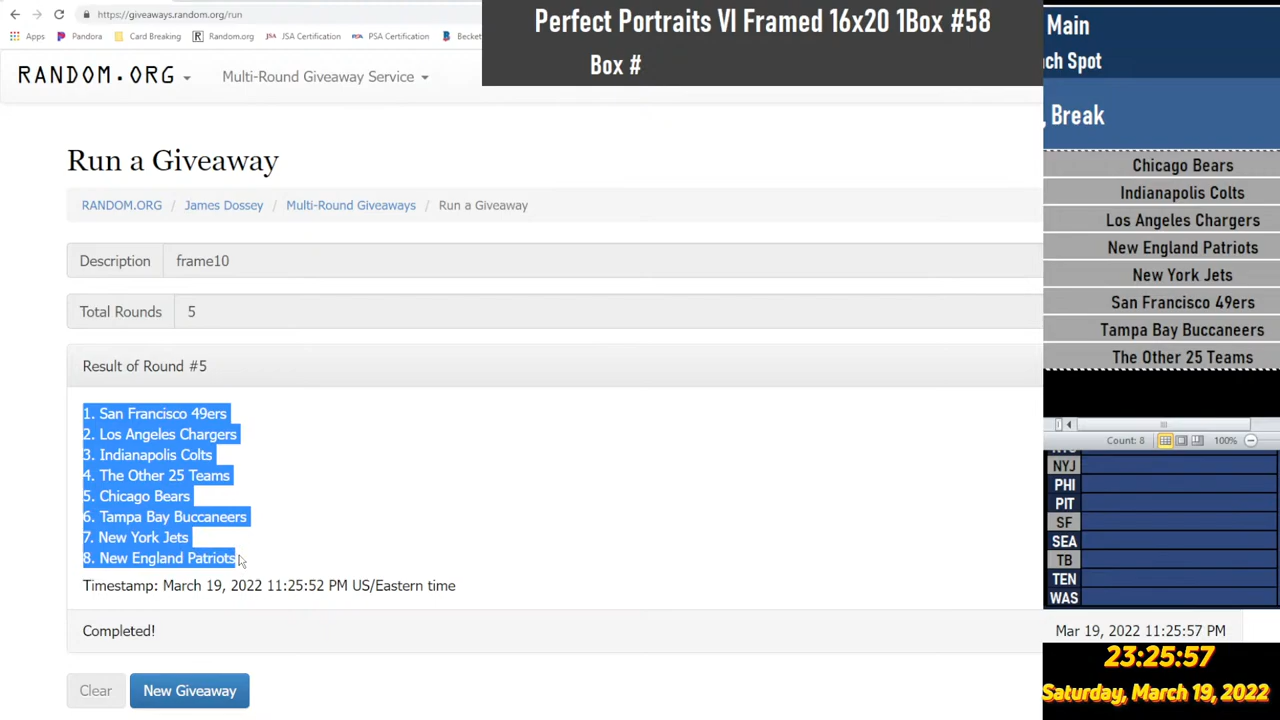 https://giveaways.random.org/run
Apps
Pandora
Card Breaking
Random.org
JSA Certification
PSA Certification
Becket
Perfect Portraits VI Framed 16x20 1Box #58
Box #
RANDOM.ORG
Multi-Round Giveaway Service
Run a Giveaway
RANDOM.ORG / James Dossey / Multi-Round Giveaways / Run a Giveaway
Description frame10
Total Rounds 5
Result of Round #5
1. San Francisco 49ers
2. Los Angeles Chargers
3. Indianapolis Colts
4. The Other 25 Teams
5. Chicago Bears
6. Tampa Bay Buccaneers
7. New York Jets
8. New England Patriots
Timestamp: March 19, 2022 11:25:52 PM US/Eastern time
Completed!
Clear
New Giveaway
Main
ch Spot
, Break
Chicago Bears
Indianapolis Colts
Los Angeles Chargers
New England Patriots
New York Jets
San Francisco 49ers
Tampa Bay Buccaneers
The Other 25 Teams
Count: 8
100%
NYJ
PHI
PIT
SF
SEA
TB
TEN
WAS
Mar 19, 2022 11:25:57 PM
23:25:57
Saturday, March 19, 2022